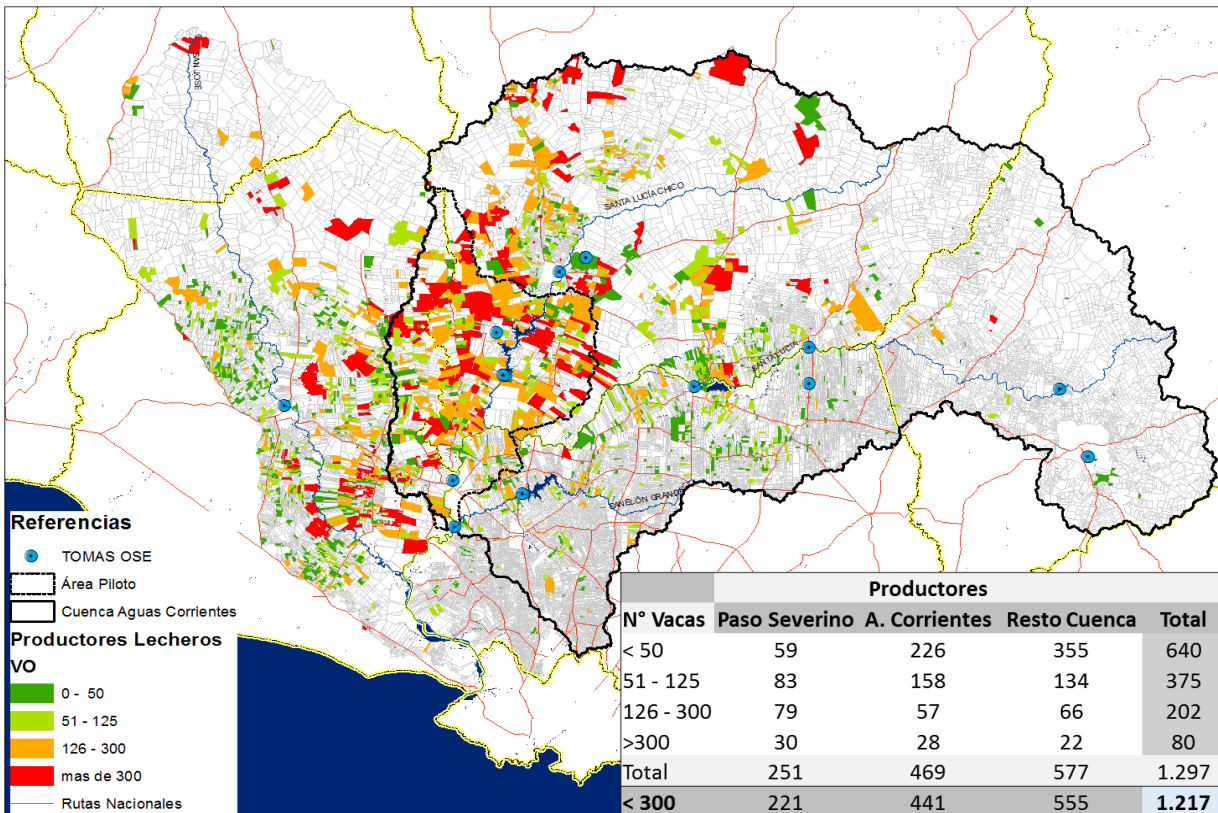 SAN JOSE
SANTA LUCÍA CHICO
SANTA LUCIA
CANELÓN GRANDE
Referencias
TOMAS OSE
Área Piloto
Cuenca Aguas Corrientes
Productores Lecheros
VO
0 - 50
51 - 125
126 - 300
mas de 300
Rutas Nacionales
Productores
N° Vacas Paso Severino A. Corrientes Resto Cuenca Total
< 50 59 226 355 640
51 - 125 83 158 134 375
126 - 300 79 57 66 202
>300 30 28 22 80
Total 251 469 577 1.297
< 300 221 441 555 1.217